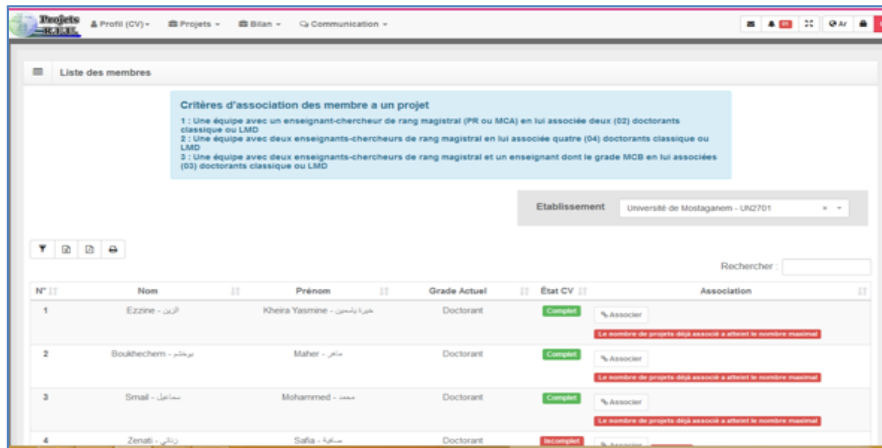 Projets
P.R.F.U.
Profil (CV)
Projets
Bilan
Communication
Ar
Liste des membres
Critères d'association des membre a un projet
1 : Une équipe avec un enseignant-chercheur de rang magistral (PR ou MCA) en lui associée deux (02) doctorants
classique ou LMD
2 : Une équipe avec deux enseignants-chercheurs de rang magistral en lui associée quatre (04) doctorants classique ou
LMD
3 : Une équipe avec deux enseignants-chercheurs de rang magistral et un enseignant dont le grade MCB en lui associées
(03) doctorants classique ou LMD
Etablissement
Université de Mostaganem - UN2701
Rechercher :
N° Nom Prénom Grade Actuel État CV Association
1 Ezzine - الزين Kheira Yasmine - خيرة ياسمين Doctorant Complet Associer
Le nombre de projets déjà associé a atteint le nombre maximal
2 Boukhechem - بوخشم Maher - ماهر Doctorant Complet Associer
Le nombre de projets déjà associé a atteint le nombre maximal
3 Smail - سماعيل Mohammed - محمد Doctorant Complet Associer
Le nombre de projets déjà associé a atteint le nombre maximal
4 Zenati - زناتي Safia - صافية Doctorant Incomplet Associer